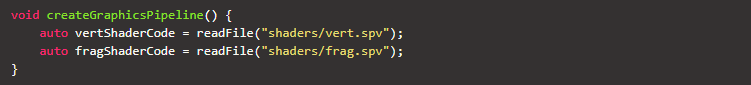 void createGraphicsPipeline() {
    auto vertShaderCode = readFile("shaders/vert.spv");
    auto fragShaderCode = readFile("shaders/frag.spv");
}